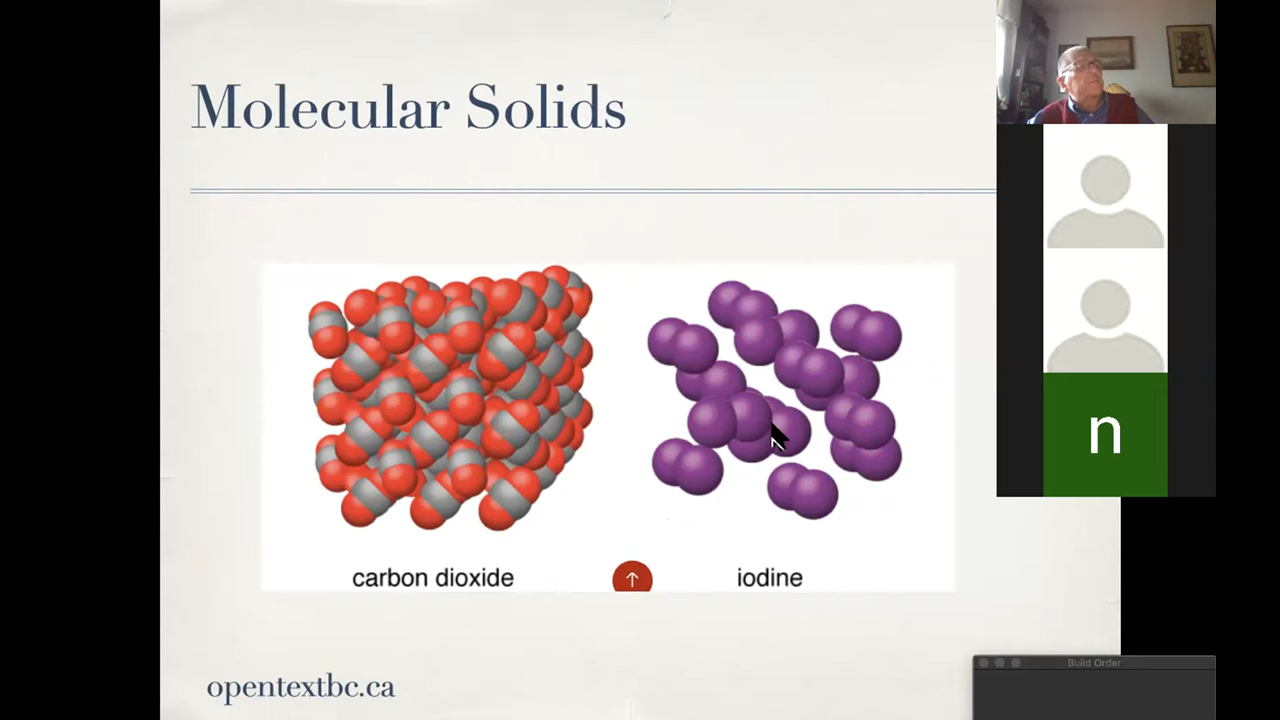 Molecular Solids
carbon dioxide
iodine
opentextbc.ca
n
Build Order